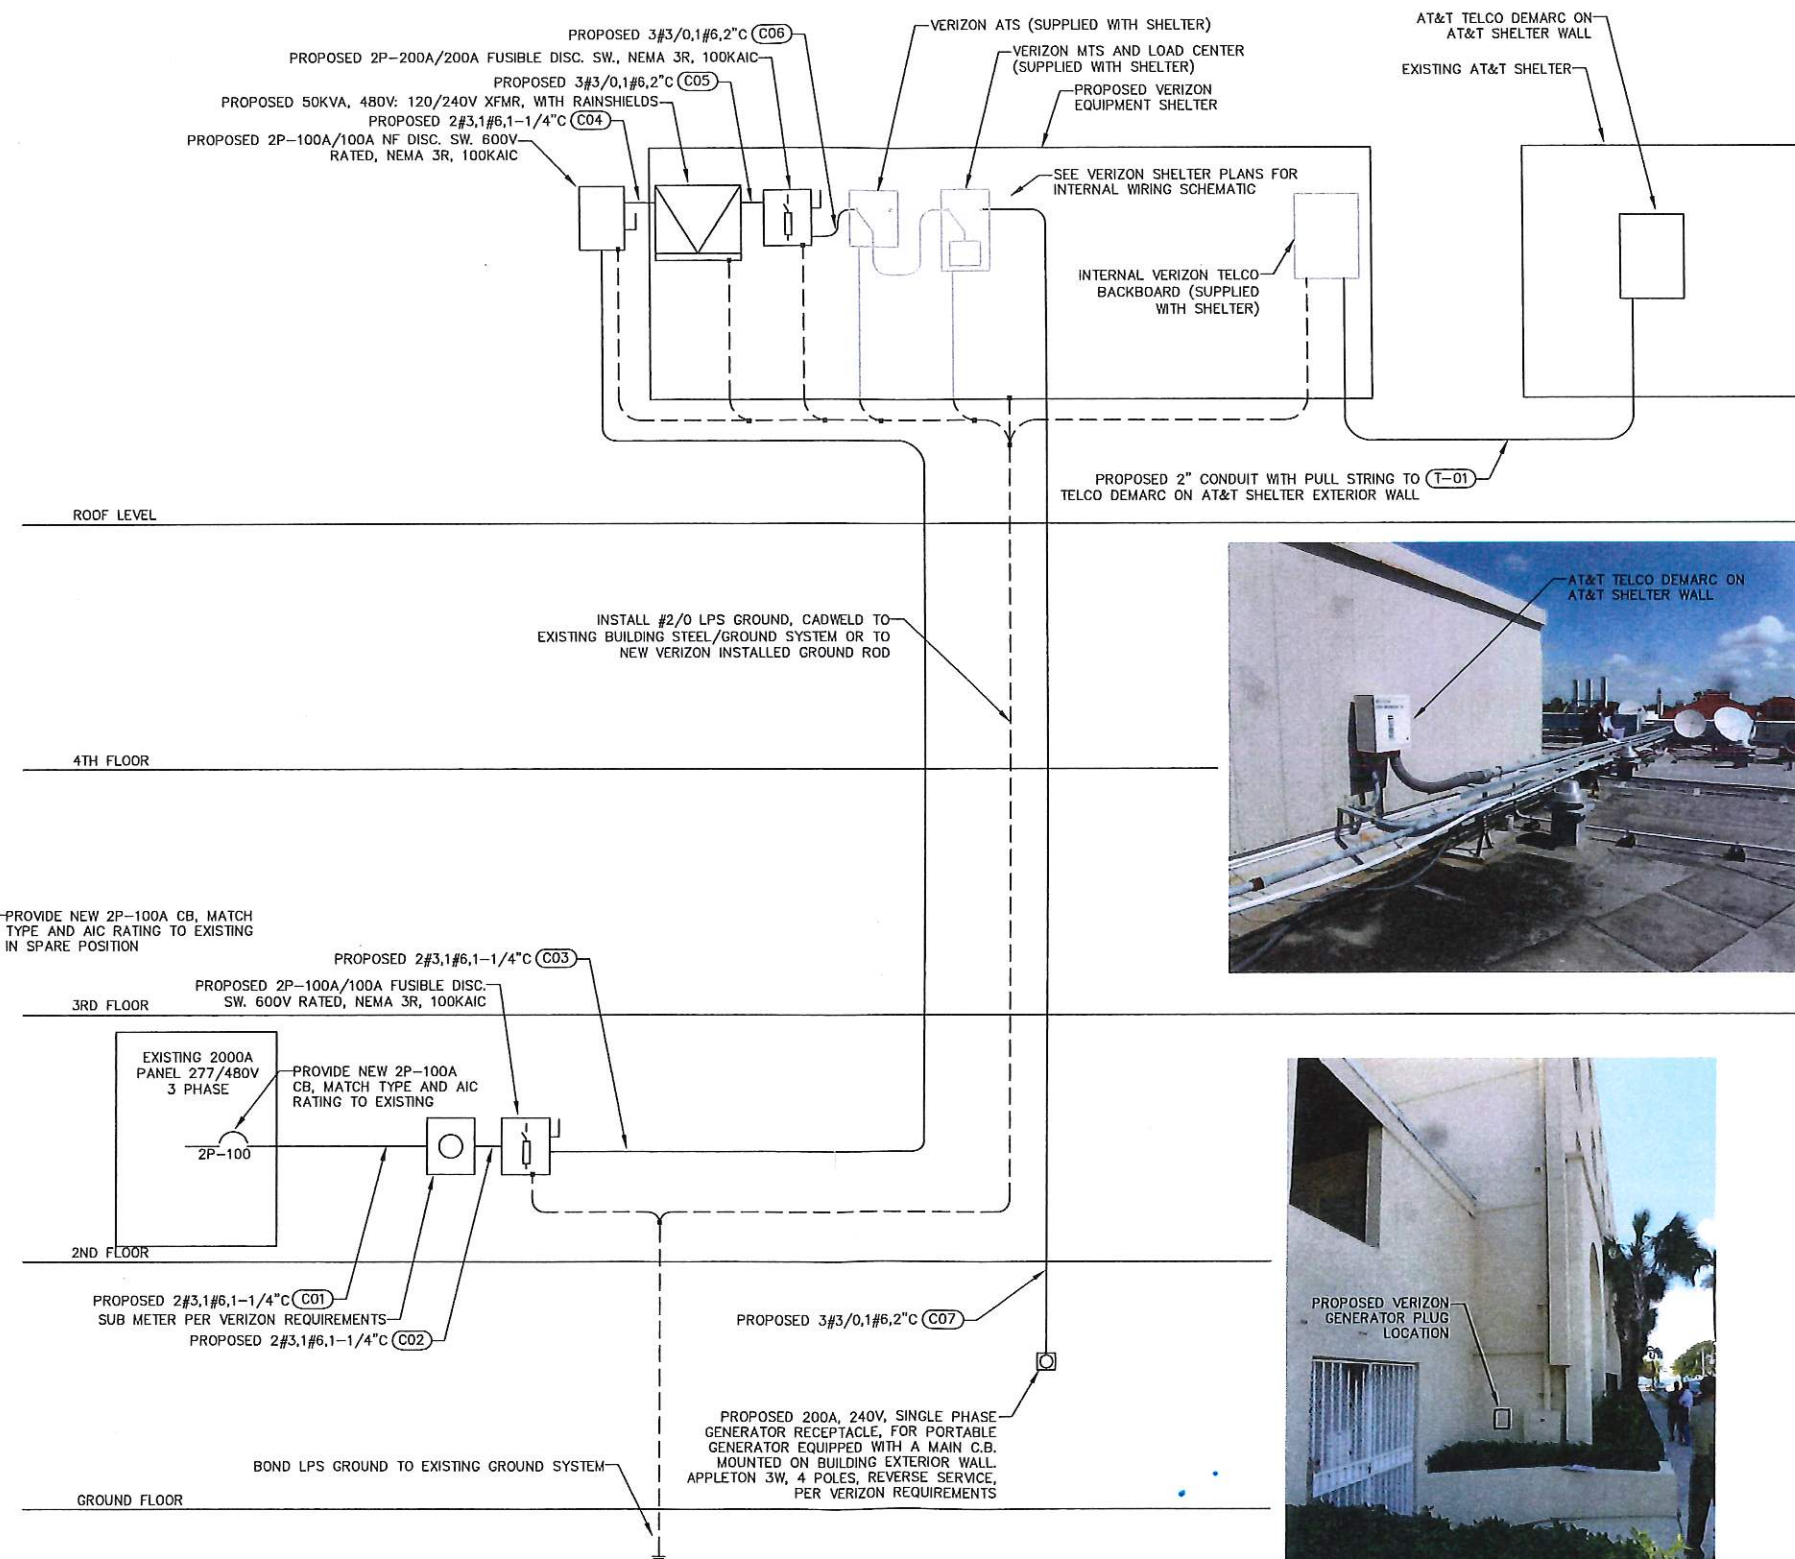 PROPOSED 3#3/0,1#6,2"C C06
PROPOSED 2P-200A/200A FUSIBLE DISC. SW., NEMA 3R, 100KAIC
PROPOSED 3#3/0,1#6,2"C C05
PROPOSED 50KVA, 480V: 120/240V XFMR, WITH RAINSHIELDS
PROPOSED 2#3,1#6,1-1/4"C C04
PROPOSED 2P-100A/100A NF DISC. SW. 600V
RATED, NEMA 3R, 100KAIC
VERIZON ATS (SUPPLIED WITH SHELTER)
VERIZON MTS AND LOAD CENTER
(SUPPLIED WITH SHELTER)
PROPOSED VERIZON
EQUIPMENT SHELTER
SEE VERIZON SHELTER PLANS FOR
INTERNAL WIRING SCHEMATIC
INTERNAL VERIZON TELCO
BACKBOARD (SUPPLIED
WITH SHELTER)
AT&T TELCO DEMARC ON
AT&T SHELTER WALL
EXISTING AT&T SHELTER
PROPOSED 2" CONDUIT WITH PULL STRING TO T-01
TELCO DEMARC ON AT&T SHELTER EXTERIOR WALL
ROOF LEVEL
AT&T TELCO DEMARC ON
AT&T SHELTER WALL
INSTALL #2/0 LPS GROUND, CADWELD TO
EXISTING BUILDING STEEL/GROUND SYSTEM OR TO
NEW VERIZON INSTALLED GROUND ROD
4TH FLOOR
PROVIDE NEW 2P-100A CB, MATCH
TYPE AND AIC RATING TO EXISTING
IN SPARE POSITION
PROPOSED 2#3,1#6,1-1/4"C C03
PROPOSED 2P-100A/100A FUSIBLE DISC.
SW. 600V RATED, NEMA 3R, 100KAIC
3RD FLOOR
EXISTING 2000A
PANEL 277/480V
3 PHASE
PROVIDE NEW 2P-100A
CB, MATCH TYPE AND AIC
RATING TO EXISTING
2P-100
2ND FLOOR
PROPOSED 2#3,1#6,1-1/4"C C01
SUB METER PER VERIZON REQUIREMENTS
PROPOSED 2#3,1#6,1-1/4"C C02
PROPOSED 3#3/0,1#6,2"C C07
PROPOSED VERIZON
GENERATOR PLUG
LOCATION
PROPOSED 200A, 240V, SINGLE PHASE
GENERATOR RECEPTACLE, FOR PORTABLE
GENERATOR EQUIPPED WITH A MAIN C.B.
MOUNTED ON BUILDING EXTERIOR WALL.
APPLETON 3W, 4 POLES, REVERSE SERVICE,
PER VERIZON REQUIREMENTS
BOND LPS GROUND TO EXISTING GROUND SYSTEM
GROUND FLOOR